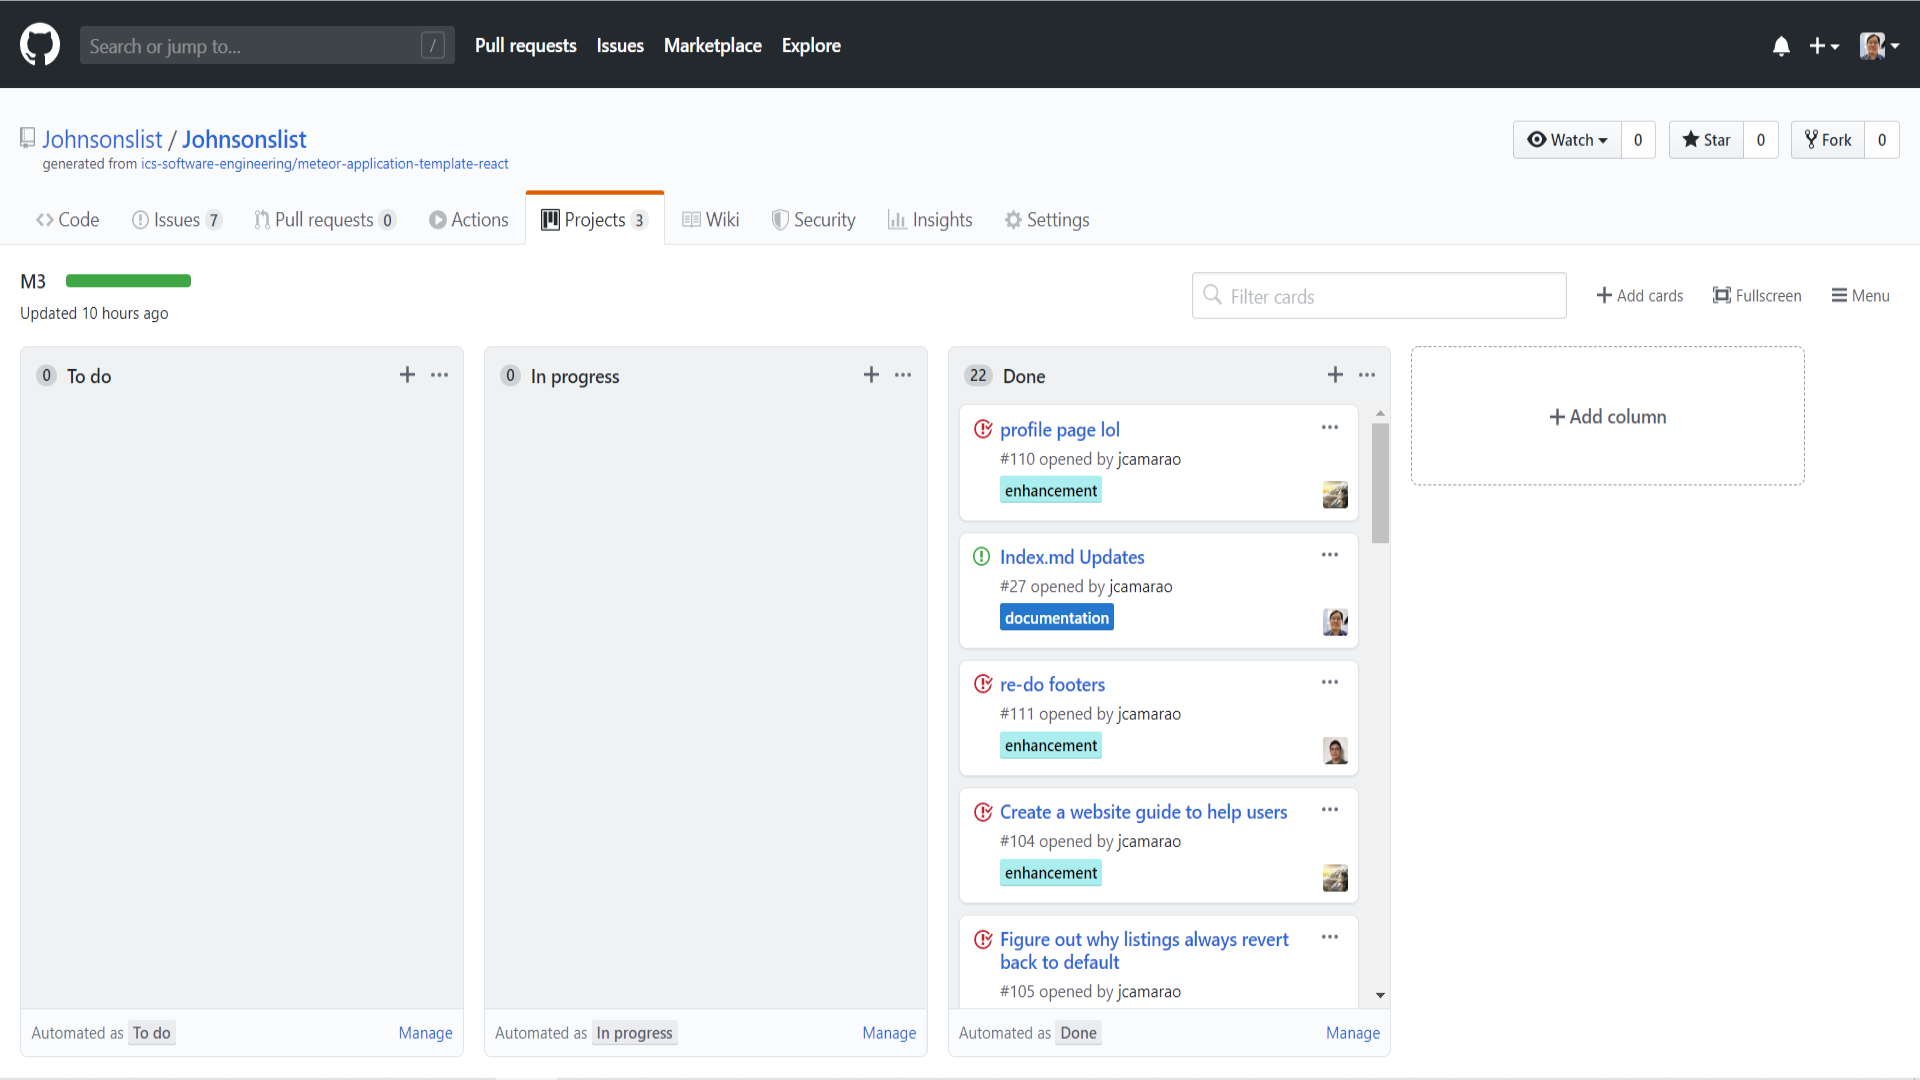 Search or jump to... /
Pull requests Issues Marketplace Explore
Johnsonslist / Johnsonslist
generated from ics-software-engineering/meteor-application-template-react
Watch 0 Star 0 Fork 0
Code Issues 7 Pull requests 0 Actions Projects 3 Wiki Security Insights Settings
M3
Updated 10 hours ago
Filter cards
Add cards Fullscreen Menu
0 To do
Automated as To do Manage
0 In progress
Automated as In progress Manage
22 Done
profile page lol
#110 opened by jcamarao
enhancement
Index.md Updates
#27 opened by jcamarao
documentation
re-do footers
#111 opened by jcamarao
enhancement
Create a website guide to help users
#104 opened by jcamarao
enhancement
Figure out why listings always revert
back to default
#105 opened by jcamarao
Automated as Done Manage
Add column